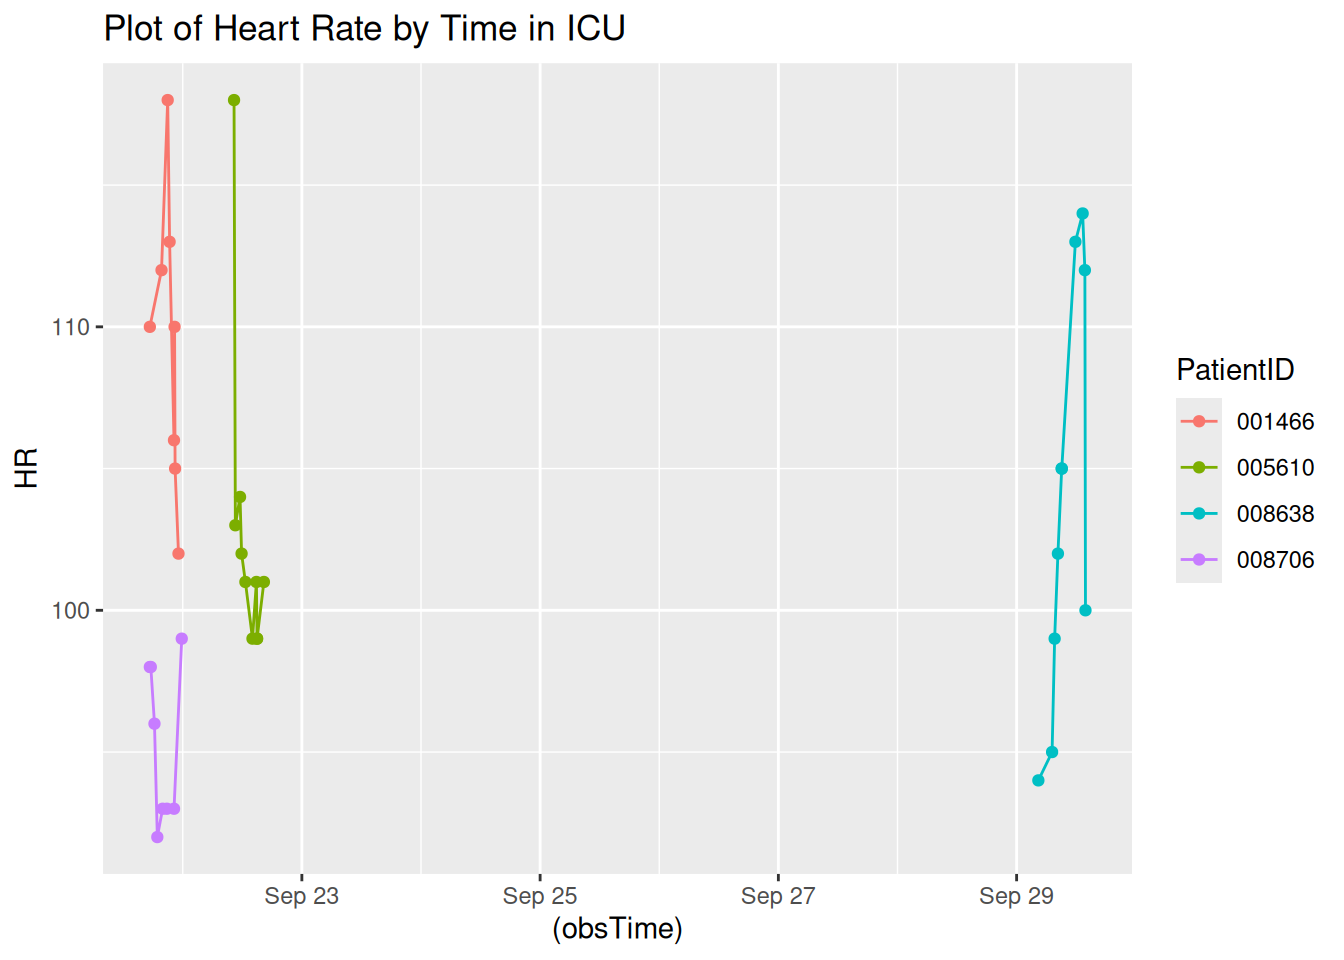 Plot of Heart Rate by Time in ICU
HR
110
100
Sep 23 Sep 25 Sep 27 Sep 29
(obsTime)
PatientID
001466
005610
008638
008706